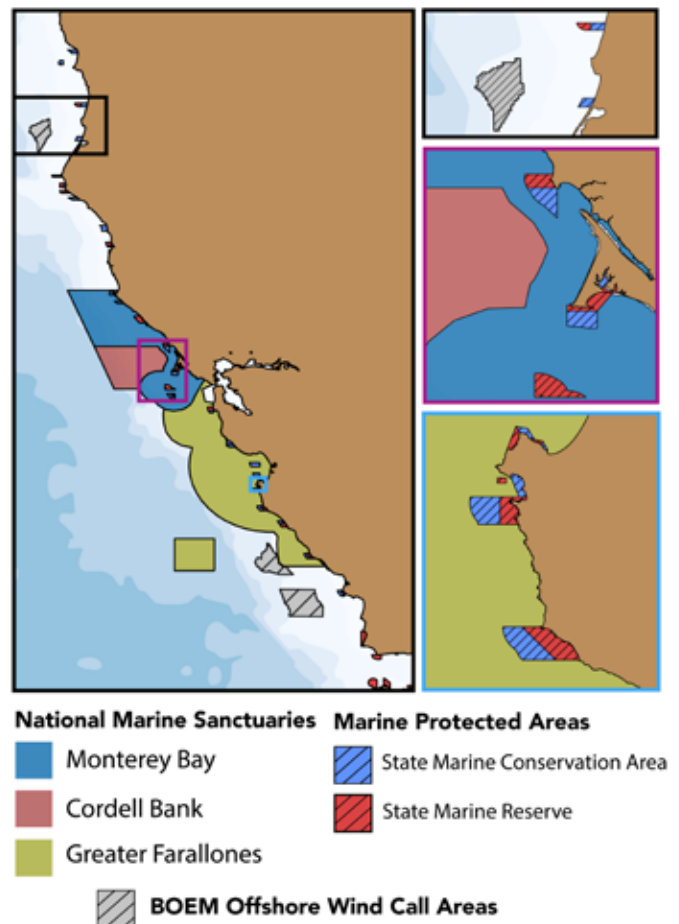 National Marine Sanctuaries
Monterey Bay
Cordell Bank
Greater Farallones
Marine Protected Areas
State Marine Conservation Area
State Marine Reserve
BOEM Offshore Wind Call Areas